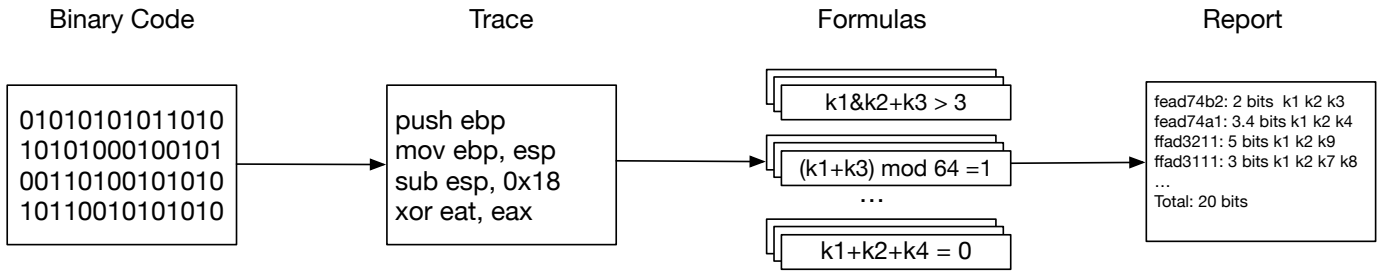 Binary Code
Trace
Formulas
Report
01010101011010
10101000100101
00110100101010
10110010101010
push ebp
mov ebp, esp
sub esp, 0x18
xor eat, eax
k1&k2+k3 > 3
(k1+k3) mod 64 =1
...
k1+k2+k4 = 0
fead74b2: 2 bits k1 k2 k3
fead74a1: 3.4 bits k1 k2 k4
ffad3211: 5 bits k1 k2 k9
ffad3111: 3 bits k1 k2 k7 k8
...
Total: 20 bits